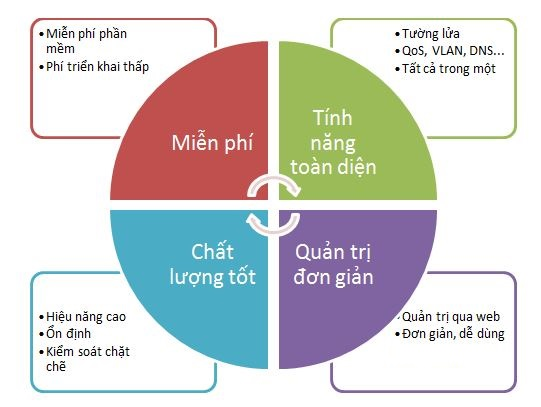 • Miễn phí phần
mềm
• Phí triển khai thấp
• Tường lửa
• QoS, VLAN, DNS...
• Tất cả trong một
Miễn phí
Tính
năng
toàn diện
Chất
lượng tốt
Quản trị
đơn giản
• Hiệu năng cao
• Ổn định
• Kiểm soát chặt
chẽ
• Quản trị qua web
• Đơn giản, dễ dùng